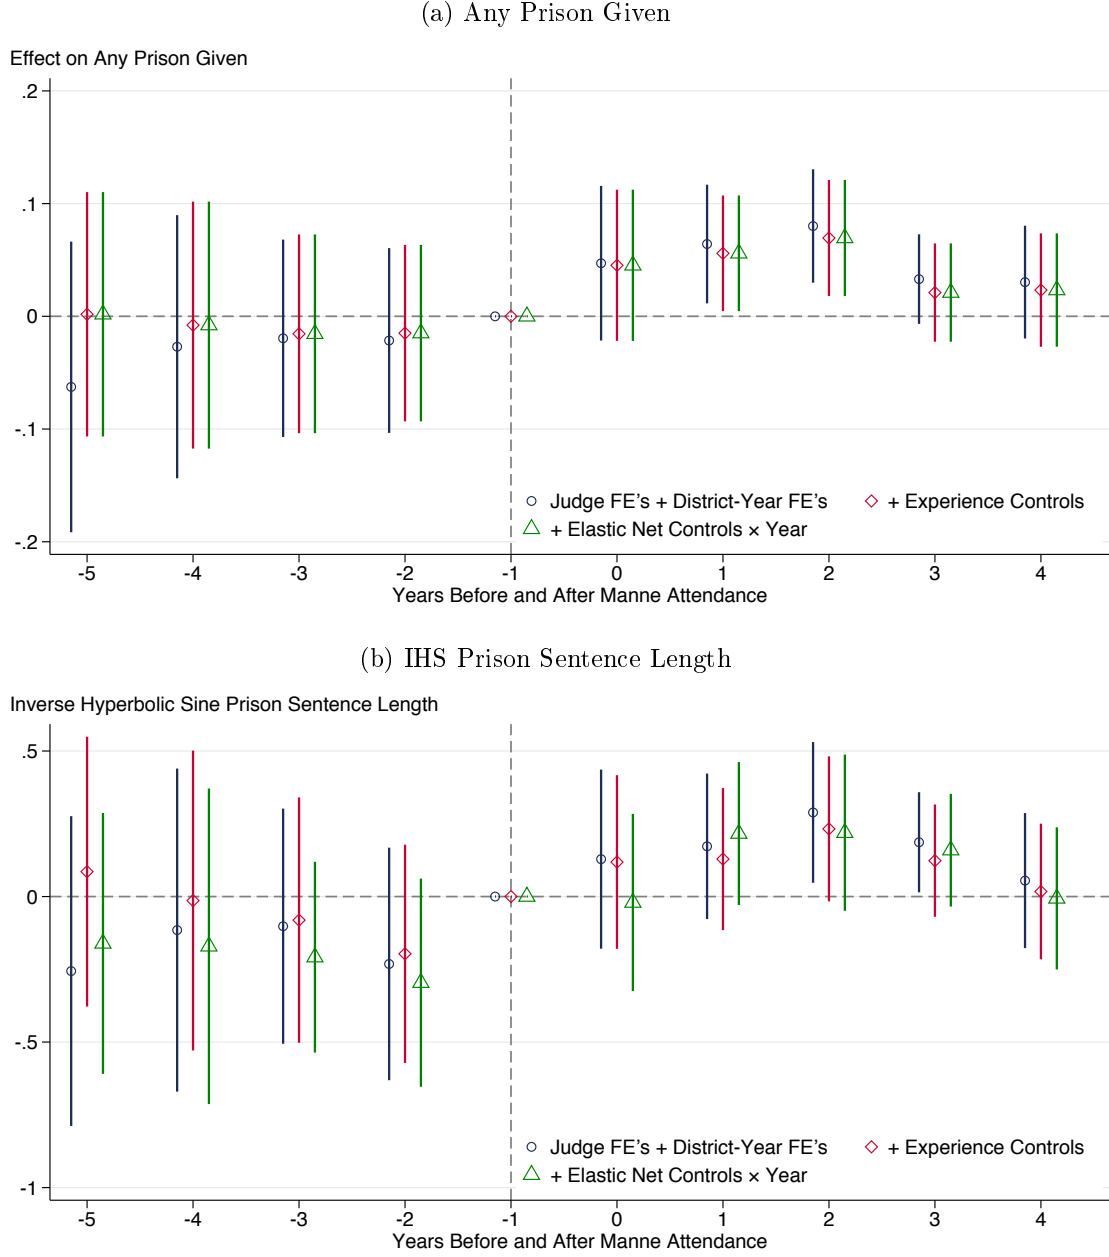 (a) Any Prison Given
Effect on Any Prison Given
.2
.1
0
-.1
-.2
Judge FE's + District-Year FE's
+ Experience Controls
+ Elastic Net Controls × Year
-5 -4 -3 -2 -1 0 1 2 3 4
Years Before and After Manne Attendance
(b) IHS Prison Sentence Length
Inverse Hyperbolic Sine Prison Sentence Length
.5
0
-.5
-1
Judge FE's + District-Year FE's
+ Experience Controls
+ Elastic Net Controls × Year
-5 -4 -3 -2 -1 0 1 2 3 4
Years Before and After Manne Attendance